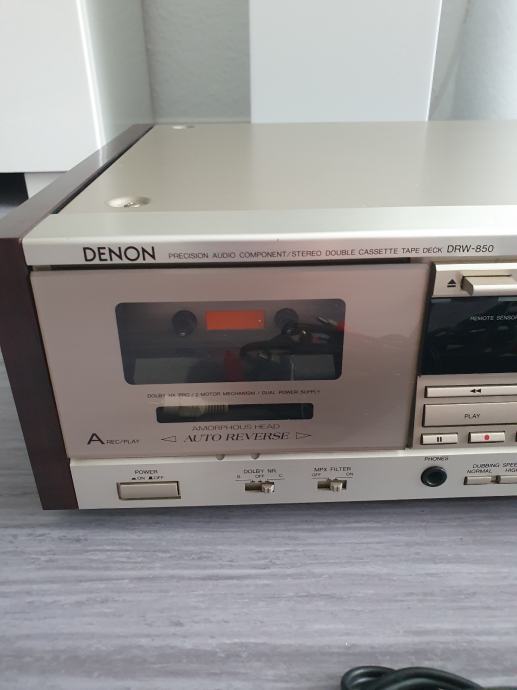 DENON PRECISION AUDIO COMPONENT/STEREO DOUBLE CASSETTE TAPE DECK DRW-850
REMOTE SENSOR
DOLBY HX PRO / 2 MOTOR MECHANISM / DUAL POWER SUPPLY
A REC/PLAY
AMORPHOUS HEAD
AUTO REVERSE
PLAY
POWER
ON OFF
DOLBY NR
B OFF C
MPX FILTER
OFF ON
PHONES
DUBBING SPEE
NORMAL HIGH